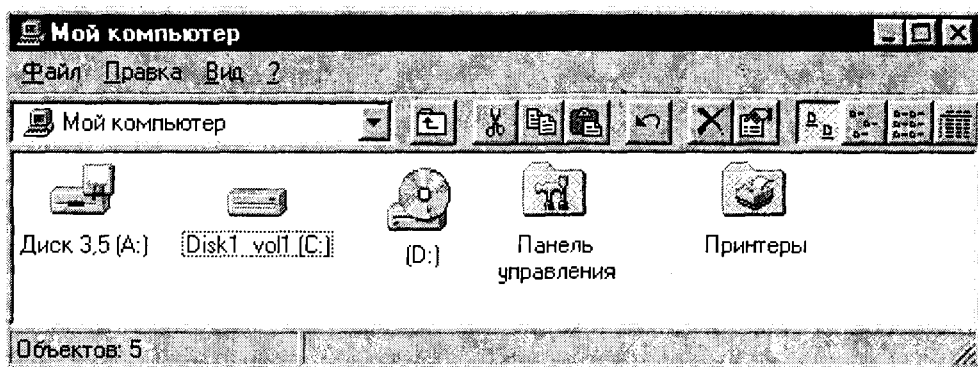 Мой компьютер
Файл Правка Вид ?
Мой компьютер
Диск 3,5 (A:) Disk1_vol1 (C:) (D:) Панель управления Принтеры
Объектов: 5